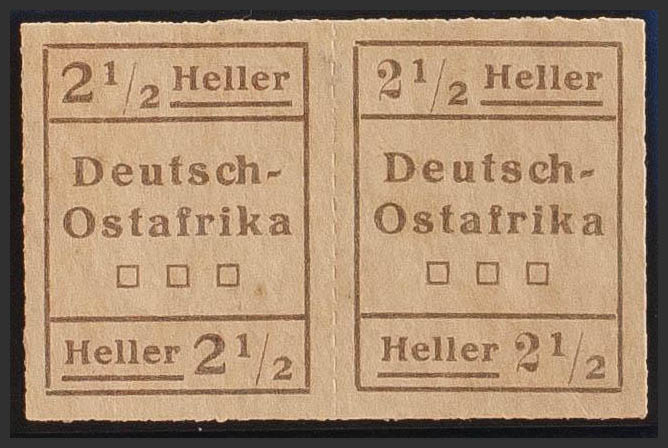 2 1/2 Heller
Deutsch-
Ostafrika
Heller 2 1/2
2 1/2 Heller
Deutsch-
Ostafrika
Heller 2 1/2